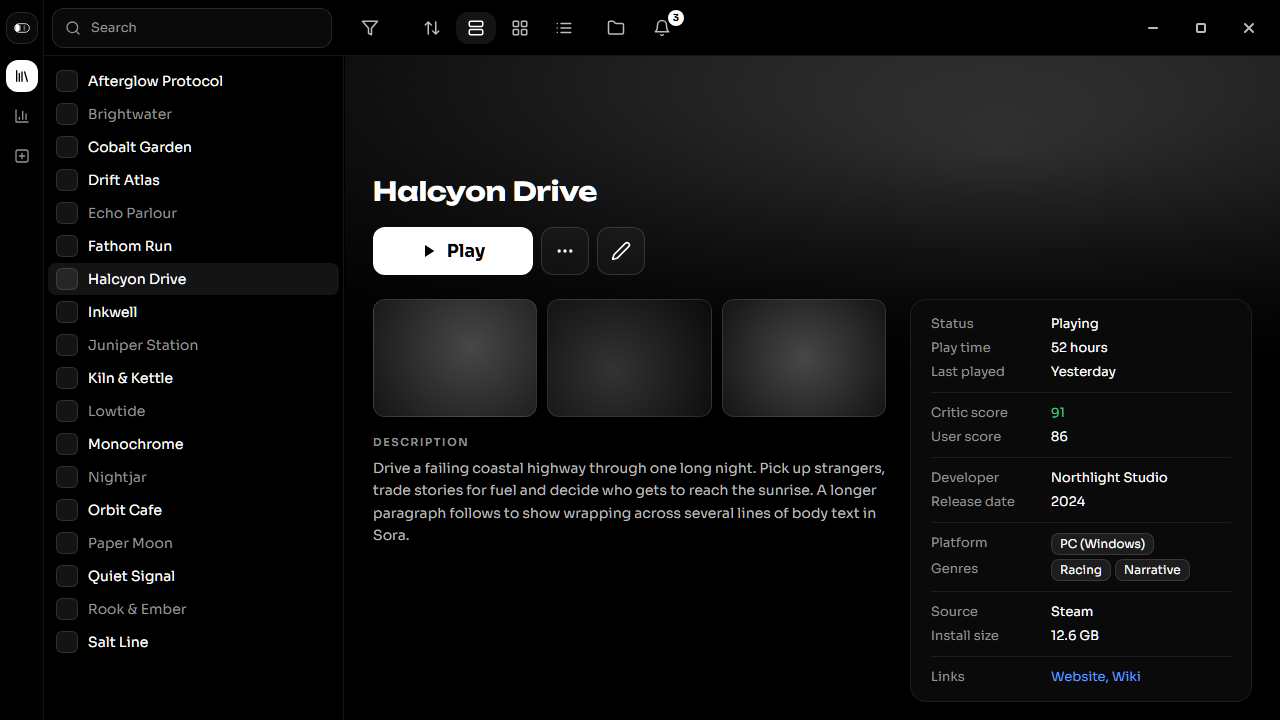 Search
3
Afterglow Protocol
Brightwater
Cobalt Garden
Drift Atlas
Echo Parlour
Fathom Run
Halcyon Drive
Inkwell
Juniper Station
Kiln & Kettle
Lowtide
Monochrome
Nightjar
Orbit Cafe
Paper Moon
Quiet Signal
Rook & Ember
Salt Line
Halcyon Drive
Play
DESCRIPTION
Drive a failing coastal highway through one long night. Pick up strangers,
trade stories for fuel and decide who gets to reach the sunrise. A longer
paragraph follows to show wrapping across several lines of body text in
Sora.
Status Playing
Play time 52 hours
Last played Yesterday
Critic score 91
User score 86
Developer Northlight Studio
Release date 2024
Platform PC (Windows)
Genres Racing Narrative
Source Steam
Install size 12.6 GB
Links Website, Wiki